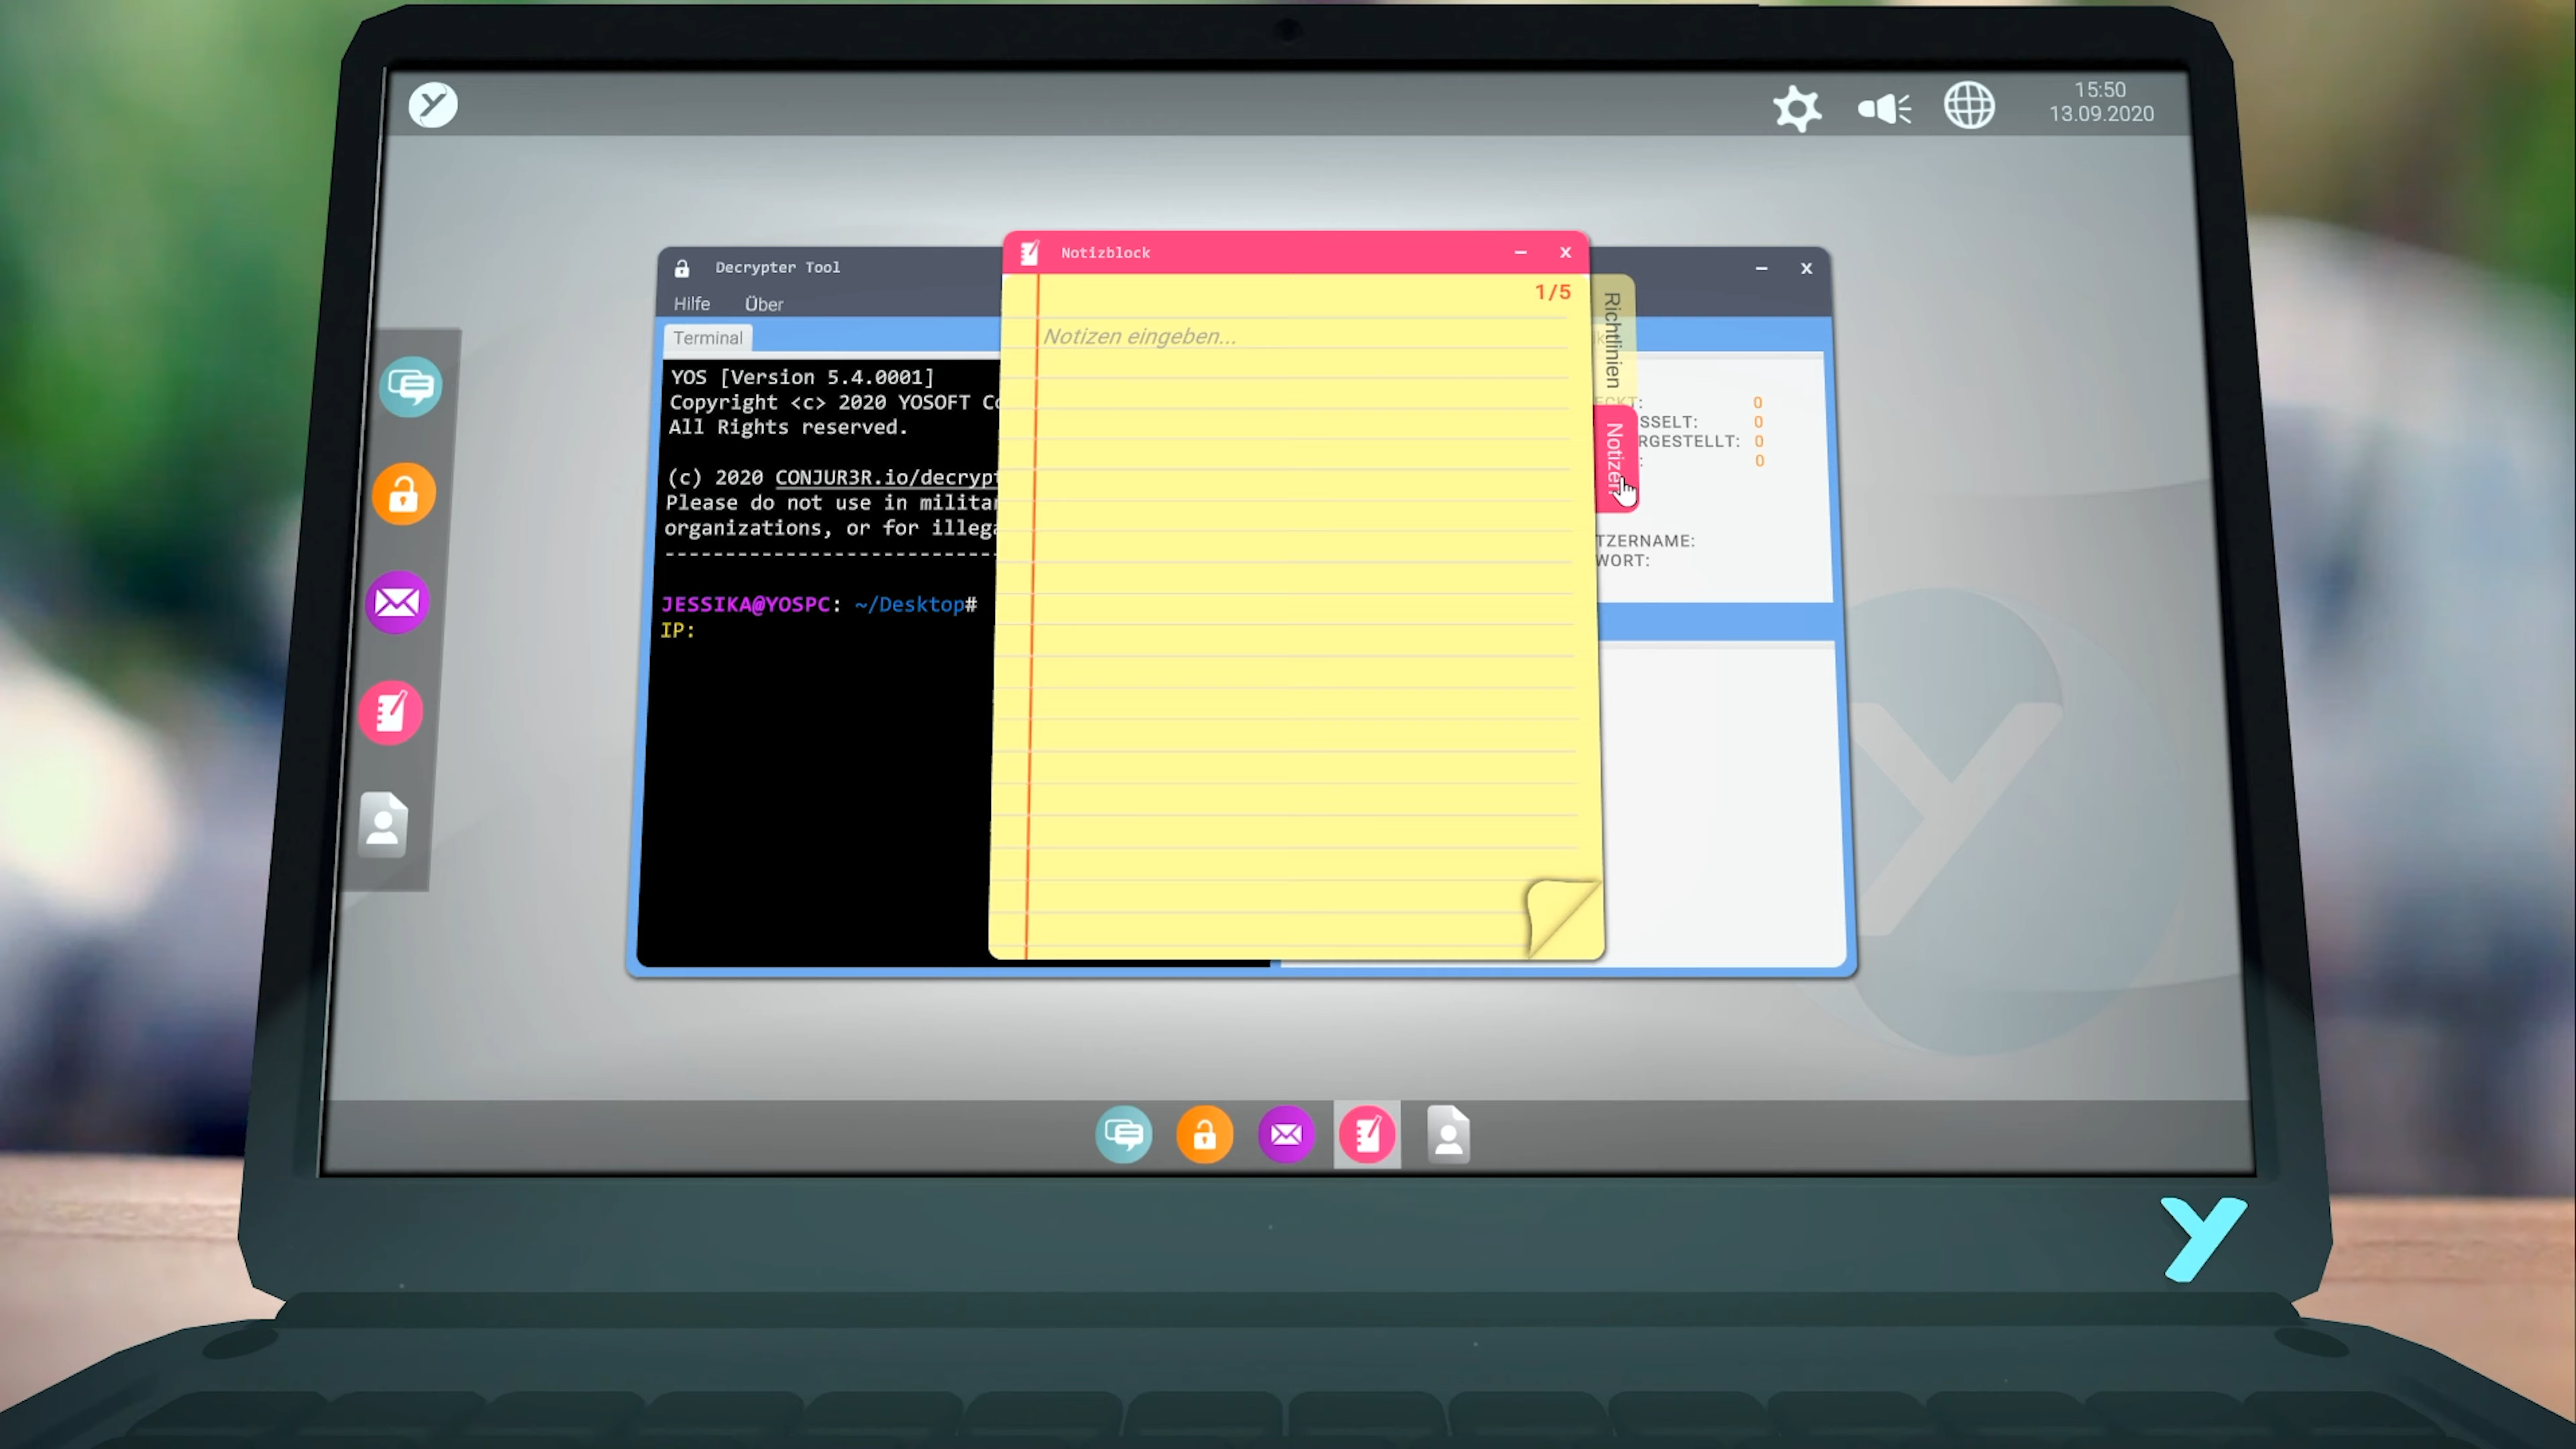 15:50
13.09.2020
Decrypter Tool
Hilfe Über
Terminal
YOS [Version 5.4.0001]
Copyright <c> 2020 YOSOFT
All Rights reserved.
(c) 2020 CONJUR3R.io/decrypt
Please do not use in militar
organizations, or for illega
-----------------------------
JESSIKA@YOSPC: ~/Desktop#
IP:
Notizblock
1/5
Notizen eingeben...
Richtlinien
Notizen
ECKT: 0
SSELT: 0
RGESTELLT: 0
: 0
TZERNAME:
WORT: